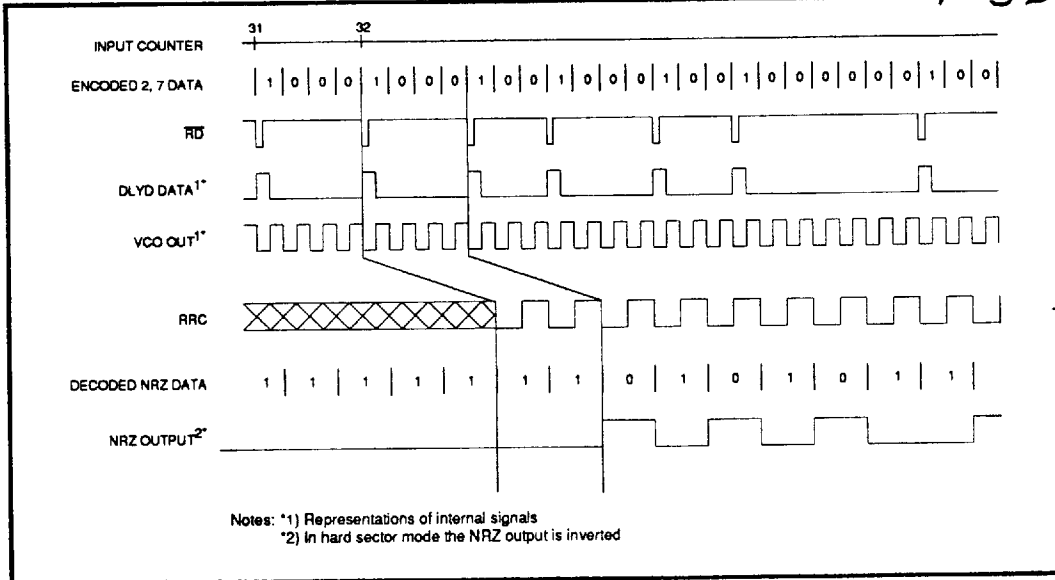 31 32
INPUT COUNTER
ENCODED 2, 7 DATA 1 0 0 0 1 0 0 0 1 0 0 1 0 0 0 1 0 0 1 0 0 0 0 0 0 1 0 0
RD
DLYD DATA1*
VCO OUT1*
RRC
DECODED NRZ DATA 1 1 1 1 1 1 1 0 1 0 1 0 1 1
NRZ OUTPUT2*
Notes: *1) Representations of internal signals
*2) In hard sector mode the NRZ output is inverted